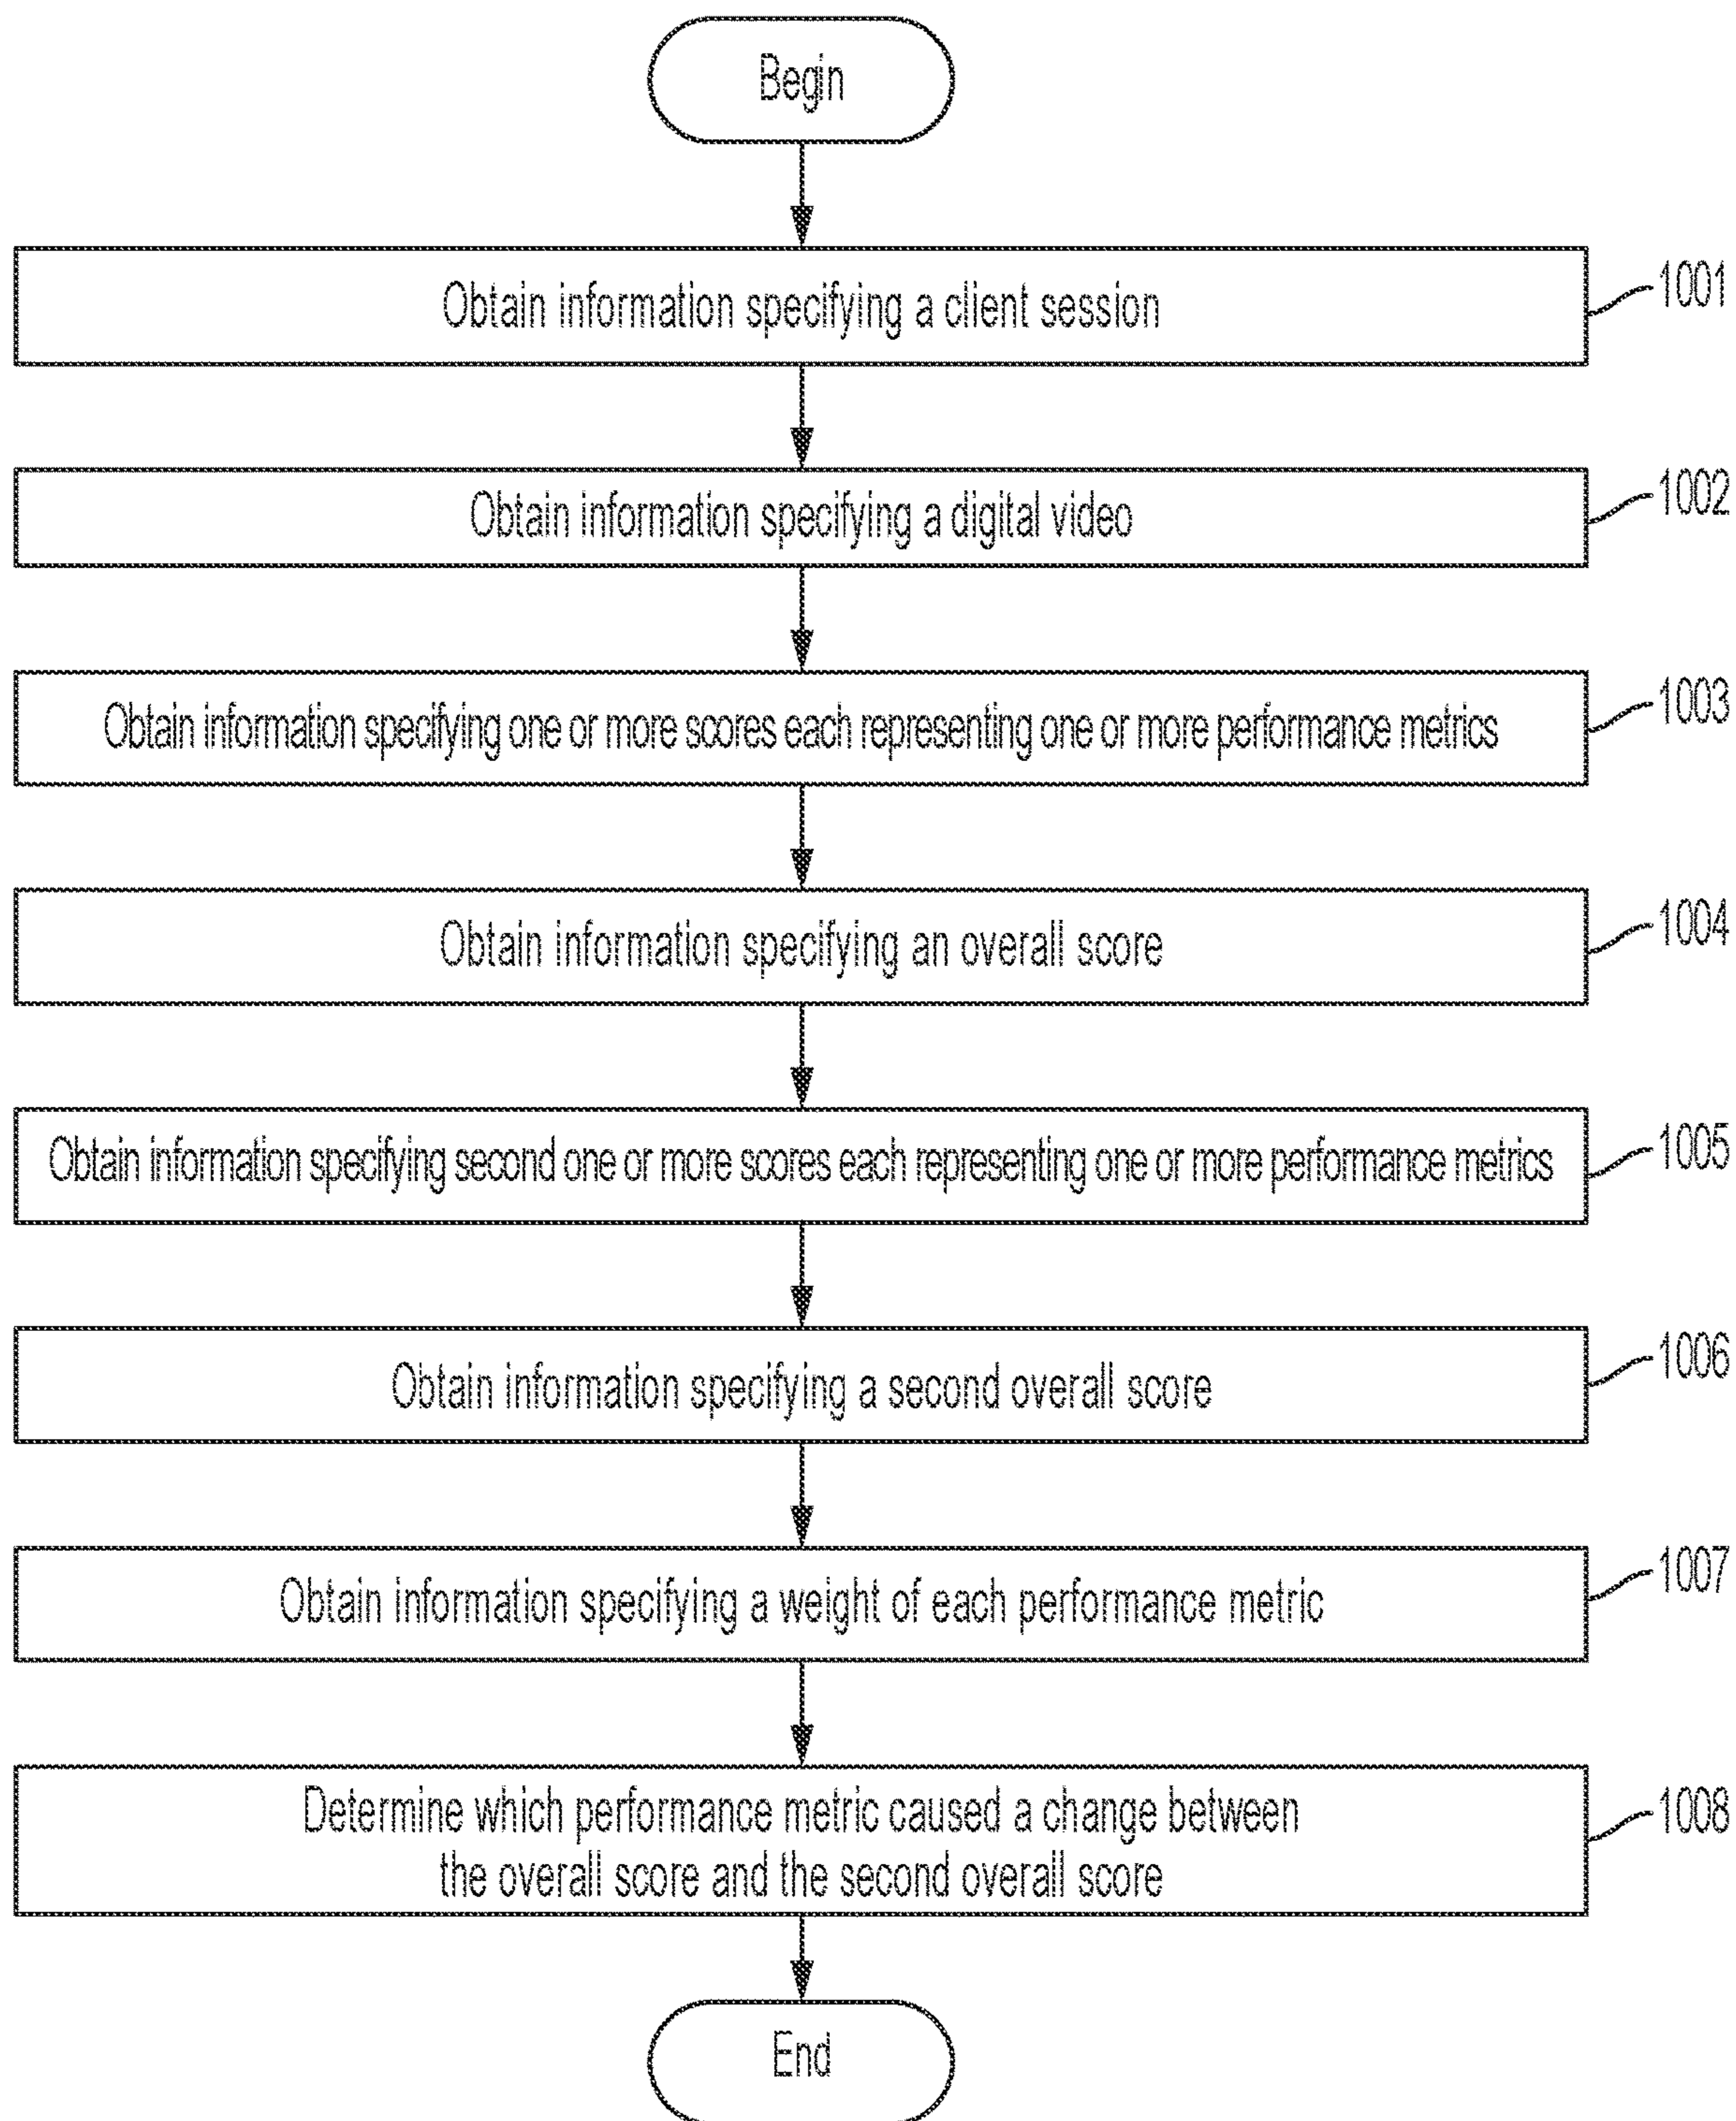 Begin
Obtain information specifying a client session
1001
Obtain information specifying a digital video
1002
Obtain information specifying one or more scores each representing one or more performance metrics
1003
Obtain information specifying an overall score
1004
Obtain information specifying second one or more scores each representing one or more performance metrics
1005
Obtain information specifying a second overall score
1006
Obtain information specifying a weight of each performance metric
1007
Determine which performance metric caused a change between
the overall score and the second overall score
1008
End